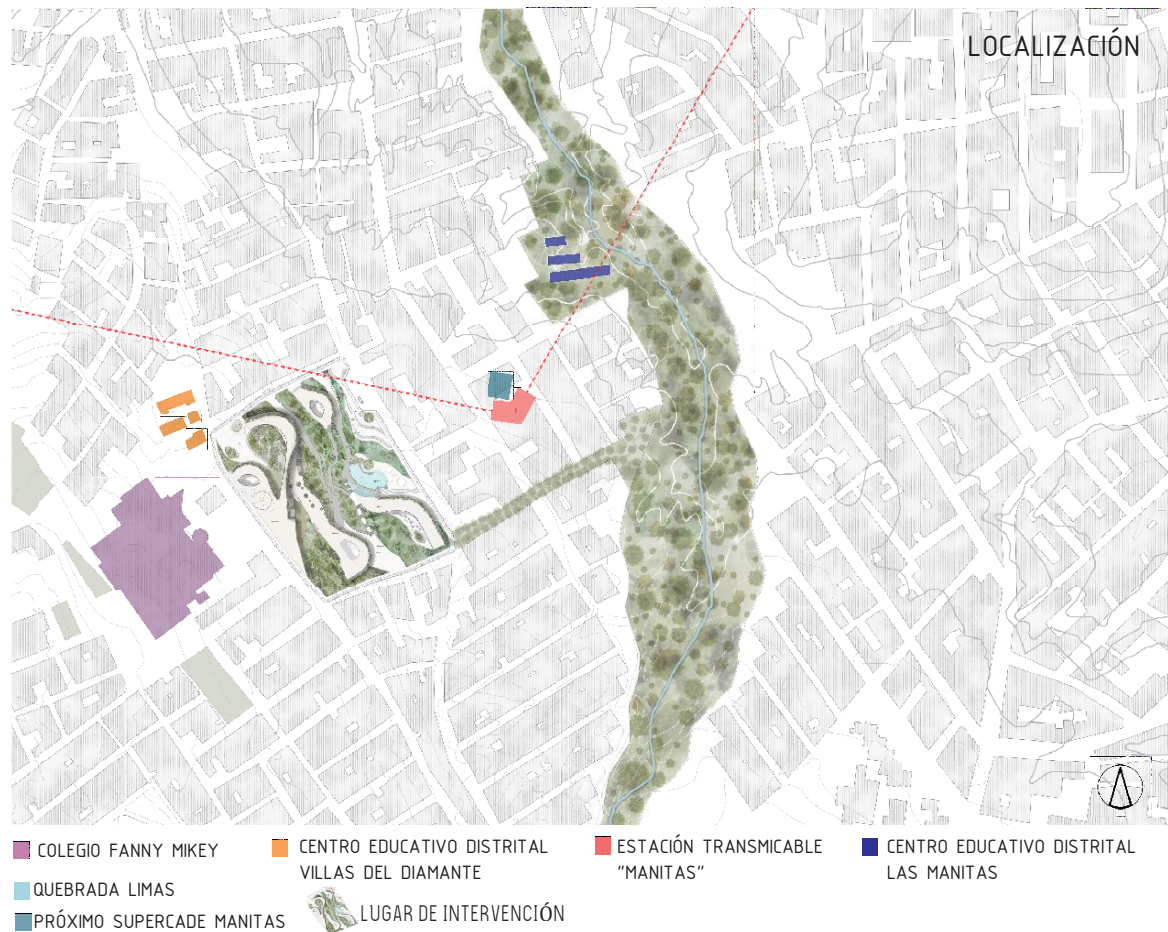 LOCALIZACIÓN
COLEGIO FANNY MIKEY
CENTRO EDUCATIVO DISTRITAL
VILLAS DEL DIAMANTE
ESTACIÓN TRANSMICABLE
"MANITAS"
CENTRO EDUCATIVO DISTRITAL
LAS MANITAS
QUEBRADA LIMAS
PRÓXIMO SUPERCADE MANITAS
LUGAR DE INTERVENCIÓN